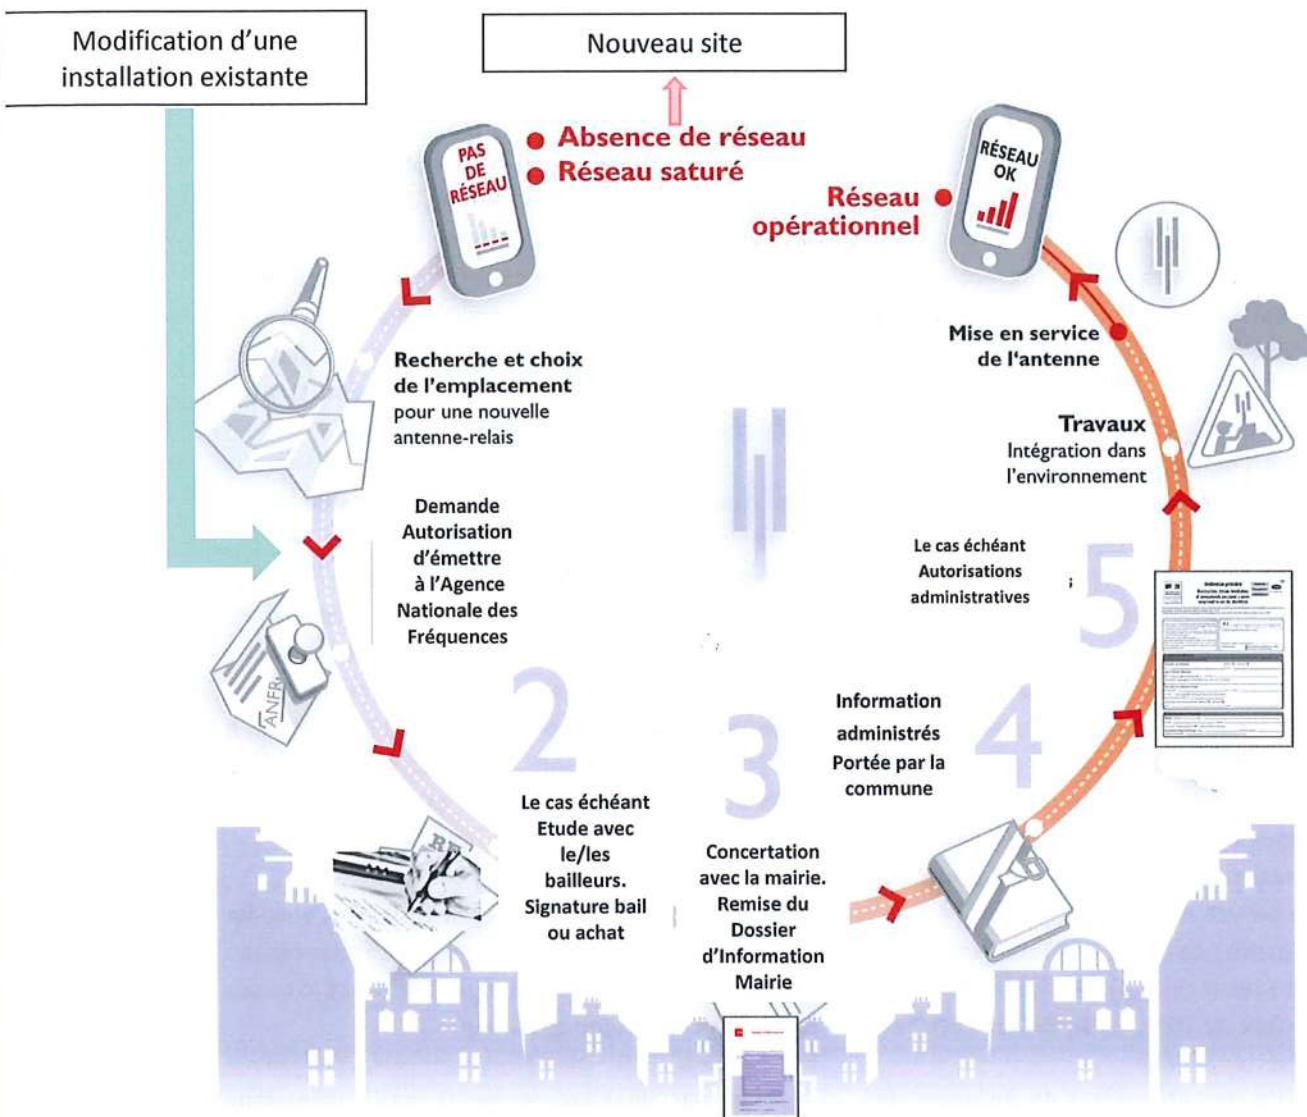 Modification d’une
installation existante
Nouveau site
PAS
DE
RÉSEAU
Absence de réseau
Réseau saturé
RÉSEAU
OK
Réseau
opérationnel
Recherche et choix
de l’emplacement
pour une nouvelle
antenne-relais
Demande
Autorisation
d’émettre
à l’Agence
Nationale des
Fréquences
ANFR
2
Le cas échéant
Etude avec
le/les
bailleurs.
Signature bail
ou achat
3
Concertation
avec la mairie.
Remise du
Dossier
d’Information
Mairie
4
Information
administrés
Portée par la
commune
5
Le cas échéant
Autorisations
administratives
;
Travaux
Intégration dans
l’environnement
Mise en service
de l’antenne